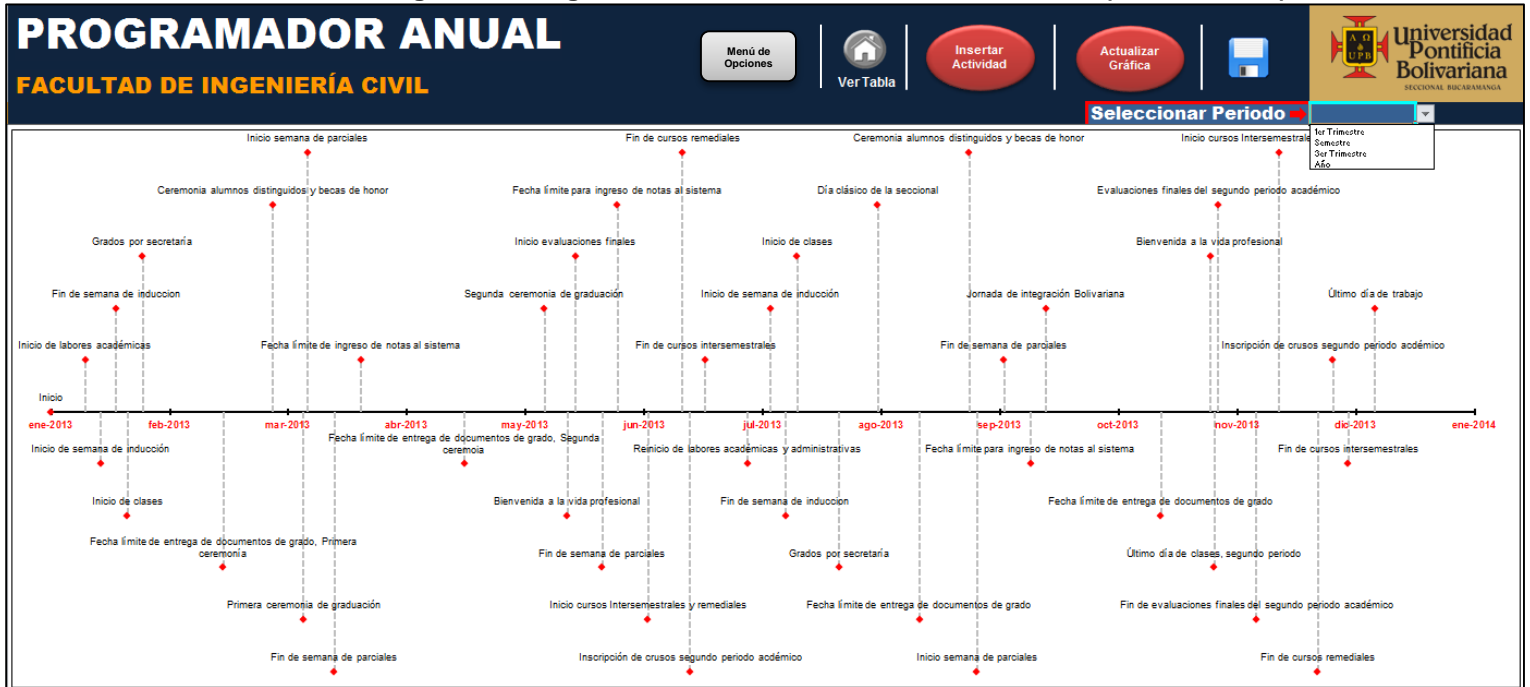 PROGRAMADOR ANUAL
FACULTAD DE INGENIERÍA CIVIL
Menú de
Opciones
Ver Tabla
Insertar
Actividad
Actualizar
Gráfica
Α Ω
UPB
Universidad
Pontificia
Bolivariana
SECCIONAL BUCARAMANGA
Seleccionar Periodo
1er Trimestre
Semestre
3er Trimestre
Año
Inicio semana de parciales
Fin de cursos remediales
Ceremonia alumnos distinguidos y becas de honor
Inicio cursos Intersemestrale
Ceremonia alumnos distinguidos y becas de honor
Fecha límite para ingreso de notas al sistema
Día clásico de la seccional
Evaluaciones finales del segundo periodo académico
Grados por secretaría
Inicio evaluaciones finales
Inicio de clases
Bienvenida a la vida profesional
Fin de semana de induccion
Segunda ceremonia de graduación
Inicio de semana de inducción
Jornada de integración Bolivariana
Último día de trabajo
Inicio de labores académicas
Fecha límite de ingreso de notas al sistema
Fin de cursos intersemestrales
Fin de semana de parciales
Inscripción de crusos segundo periodo acdémico
Inicio
ene-2013 feb-2013 mar-2013 abr-2013 may-2013 jun-2013 jul-2013 ago-2013 sep-2013 oct-2013 nov-2013 dic-2013 ene-2014
Inicio de semana de inducción
Fecha límite de entrega de documentos de grado, Segunda
ceremoia
Reinicio de labores académicas y administrativas
Fecha límite para ingreso de notas al sistema
Fin de cursos intersemestrales
Inicio de clases
Bienvenida a la vida profesional
Fin de semana de induccion
Fecha límite de entrega de documentos de grado
Fecha límite de entrega de documentos de grado, Primera
ceremonía
Fin de semana de parciales
Grados por secretaría
Último día de clases, segundo periodo
Primera ceremonia de graduación
Inicio cursos Intersemestrales y remediales
Fecha límite de entrega de documentos de grado
Fin de evaluaciones finales del segundo periodo académico
Fin de semana de parciales
Inscripción de crusos segundo periodo acdémico
Inicio semana de parciales
Fin de cursos remediales